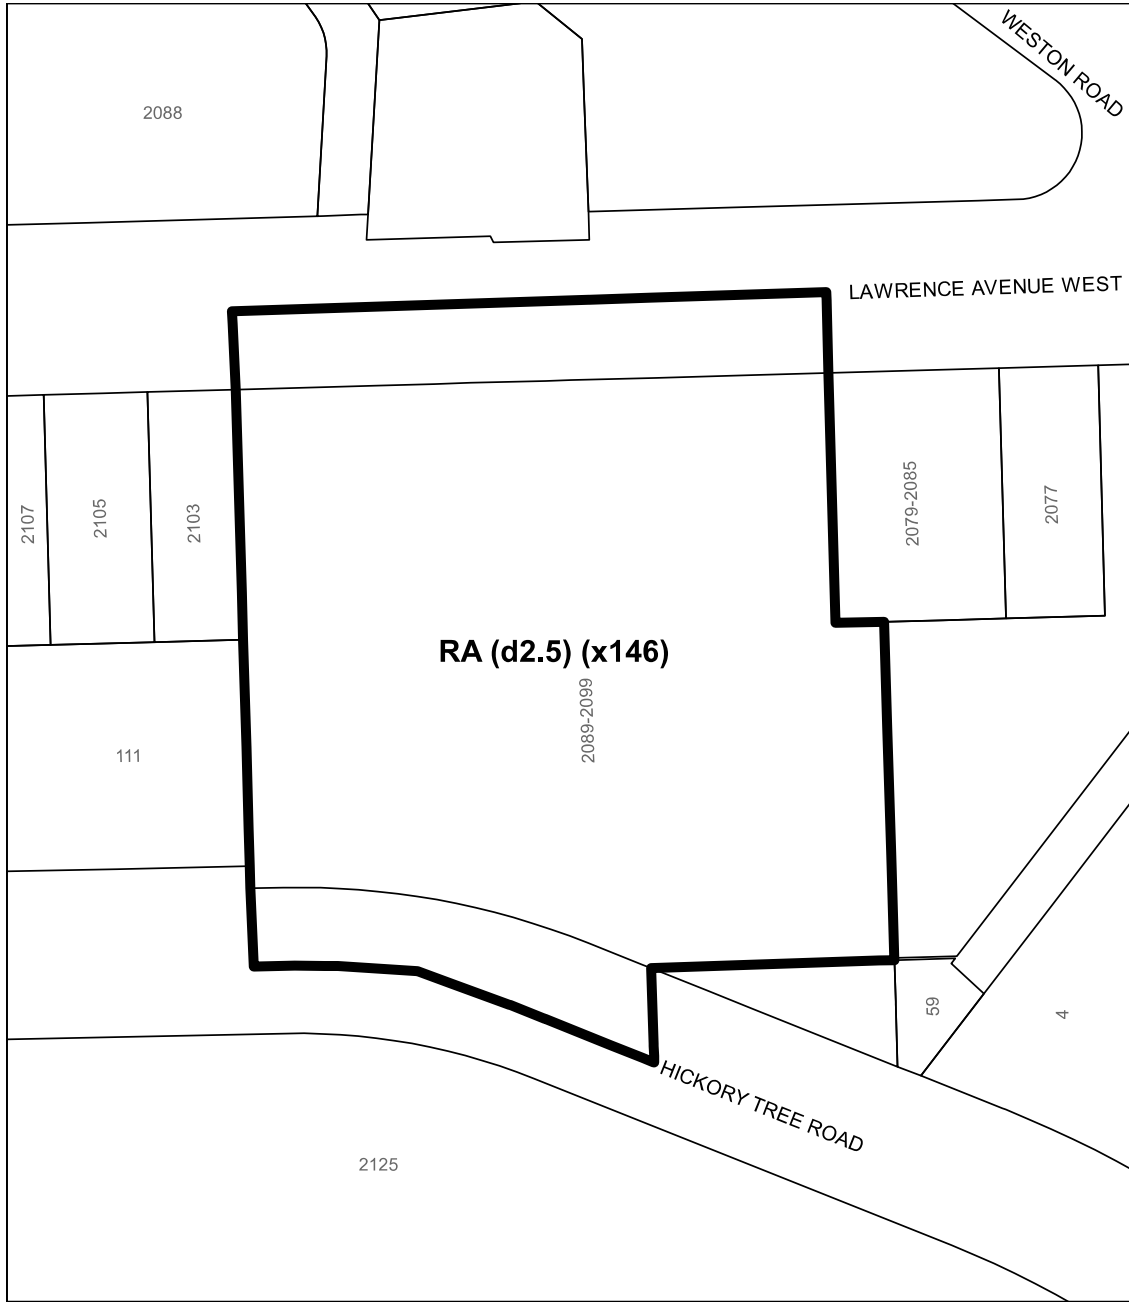 WESTON ROAD
2088
LAWRENCE AVENUE WEST
2107
2105
2103
2079-2085
2077
RA (d2.5) (x146)
2089-2099
111
59
4
HICKORY TREE ROAD
2125